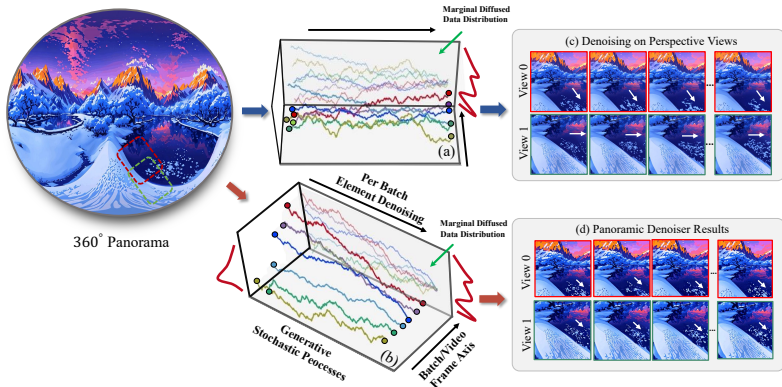 360° Panorama
Marginal Diffused
Data Distribution
(a)
(c) Denoising on Perspective Views
View 0
...
View 1
...
Per Batch
Element Denoising
Marginal Diffused
Data Distribution
Generative
Stochastic Peocesses
(b)
Batch/Video
Frame Axis
(d) Panoramic Denoiser Results
View 0
...
View 1
...